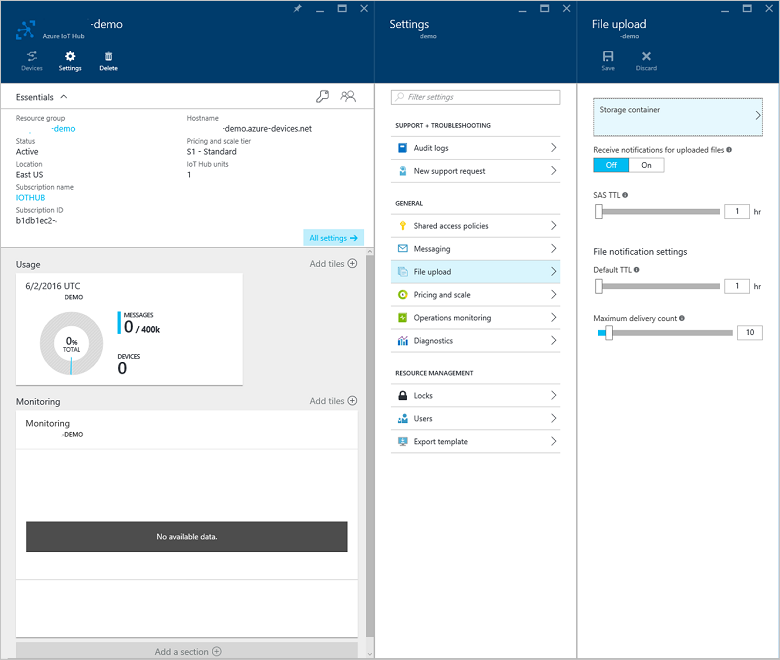 -demo
Azure IoT Hub
Devices
Settings
Delete
Essentials
Resource group
-demo
Status
Active
Location
East US
Subscription name
IOTHUB
Subscription ID
b1db1ec2-
Hostname
-demo.azure-devices.net
Pricing and scale tier
S1 - Standard
IoT Hub units
1
All settings →
Usage
Add tiles
6/2/2016 UTC
DEMO
0%
TOTAL
MESSAGES
0 / 400k
DEVICES
0
Monitoring
Add tiles
Monitoring
-DEMO
No available data.
Add a section
Settings
demo
Filter settings
SUPPORT + TROUBLESHOOTING
Audit logs
New support request
GENERAL
Shared access policies
Messaging
File upload
Pricing and scale
Operations monitoring
Diagnostics
RESOURCE MANAGEMENT
Locks
Users
Export template
File upload
-demo
Save
Discard
Storage container
Receive notifications for uploaded files
Off On
SAS TTL
1 hr
File notification settings
Default TTL
1 hr
Maximum delivery count
10